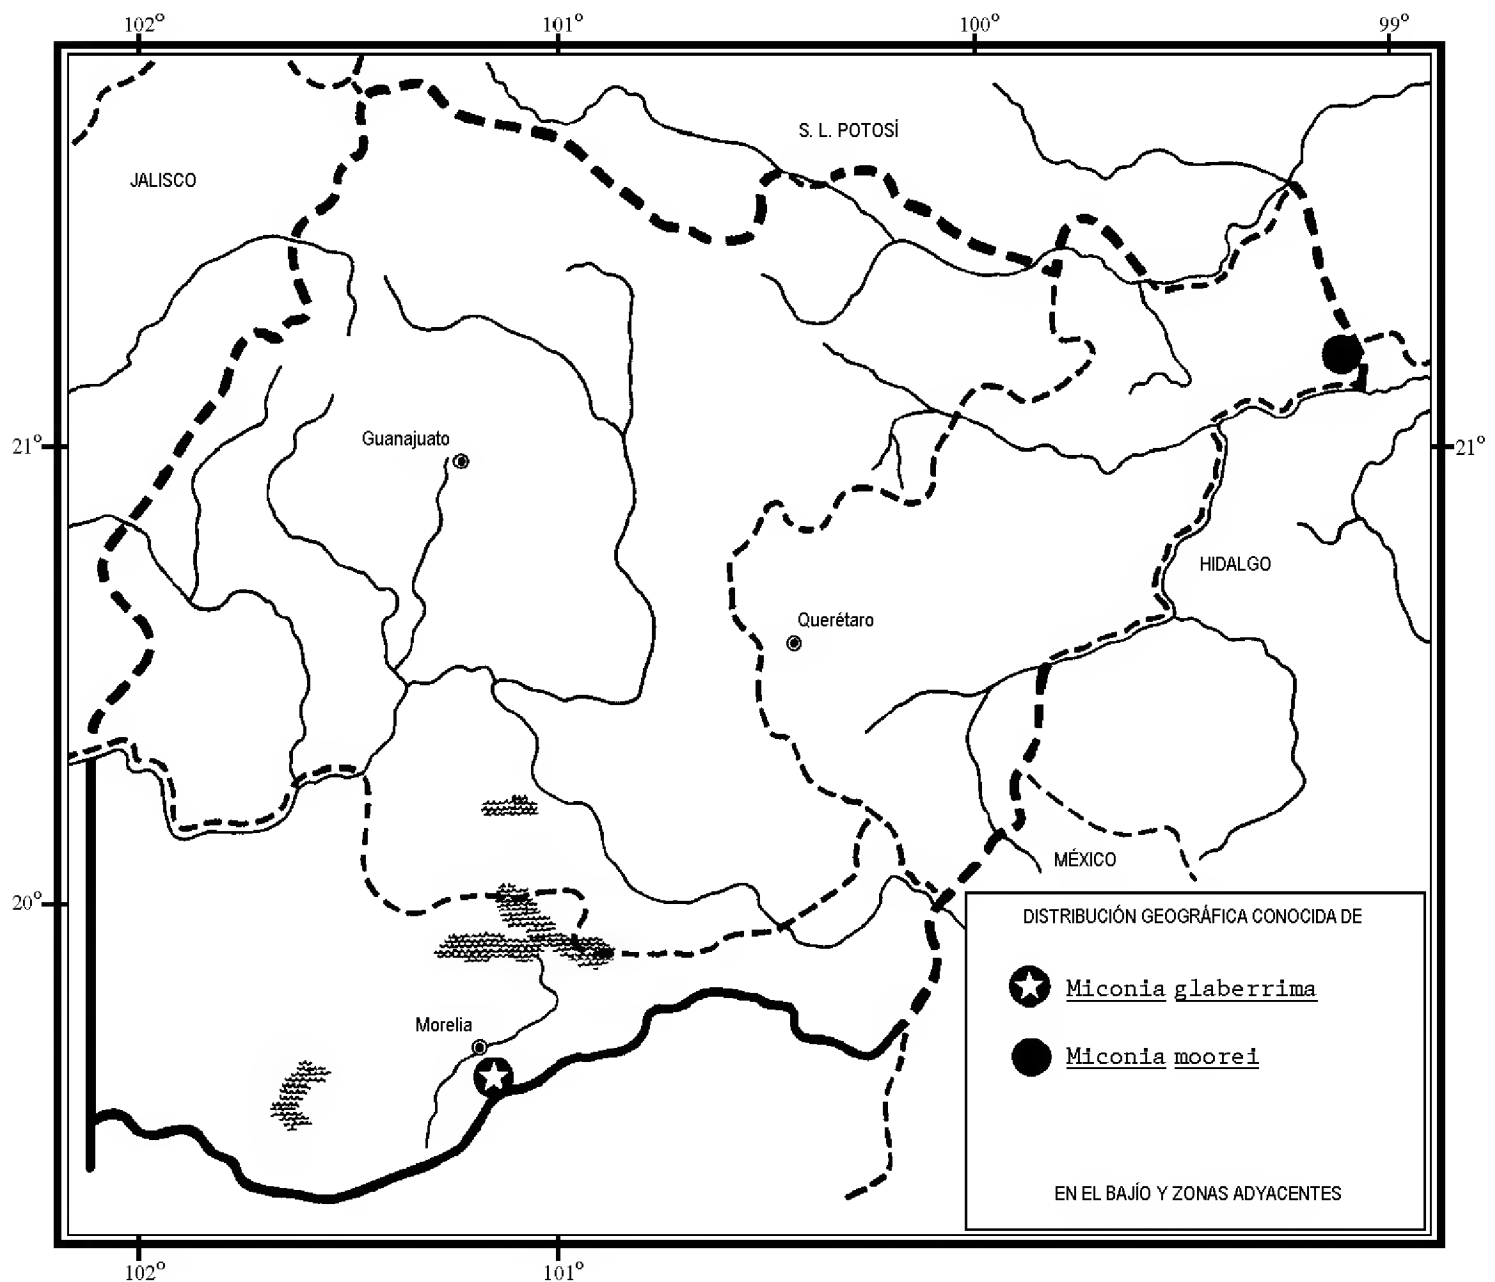 102° 101° 100° 99°
S. L. POTOSÍ
JALISCO
Guanajuato
21° 21°
HIDALGO
Querétaro
MÉXICO
20°
DISTRIBUCIÓN GEOGRÁFICA CONOCIDA DE
Miconia glaberrima
Morelia
Miconia moorei
EN EL BAJÍO Y ZONAS ADYACENTES
102° 101°